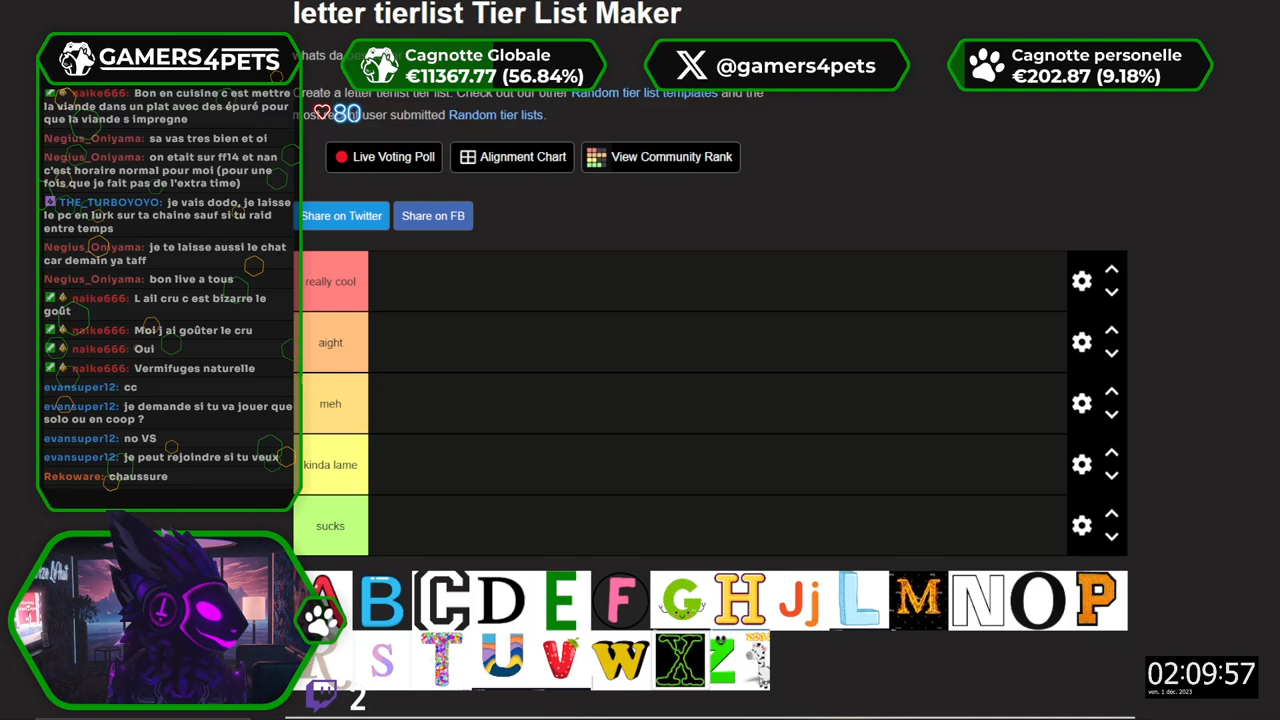 letter tierlist Tier List Maker
GAMERS4PETS
Cagnotte Globale
€11367.77 (56.84%)
@gamers4pets
Cagnotte personelle
€202.87 (9.18%)
whats da
Create a letter tierlist tier list. Check out our other Random tier list templates and the
user submitted Random tier lists.
80
Live Voting Poll
Alignment Chart
View Community Rank
Share on Twitter
Share on FB
naike666: Bon en cuisine c est mettre
la viande dans un plat avec des épuré pour
que la viande s impregne
Negius_Oniyama: sa vas tres bien et oi
Negius_Oniyama: on etait sur ff14 et nan
c'est horaire normal pour moi (pour une
fois que je fait pas de l'extra time)
THE_TURBOYOYO: je vais dodo, je laisse
le pc en lurk sur ta chaine sauf si tu raid
entre temps
Negius_Oniyama: je te laisse aussi le chat
car demain ya taff
Negius_Oniyama: bon live a tous
naike666: L ail cru c est bizarre le
goût
naike666: Moi j ai goûter le cru
naike666: Oui
naike666: Vermifuges naturelle
evansuper12: cc
evansuper12: je demande si tu va jouer que
solo ou en coop ?
evansuper12: no VS
evansuper12: je peut rejoindre si tu veux
Rekoware: chaussure
really cool
aight
meh
kinda lame
sucks
A B C D E F G H Jj L M N O P
R S T U V W X Z
2
02:09:57
ven. 1 déc. 2023